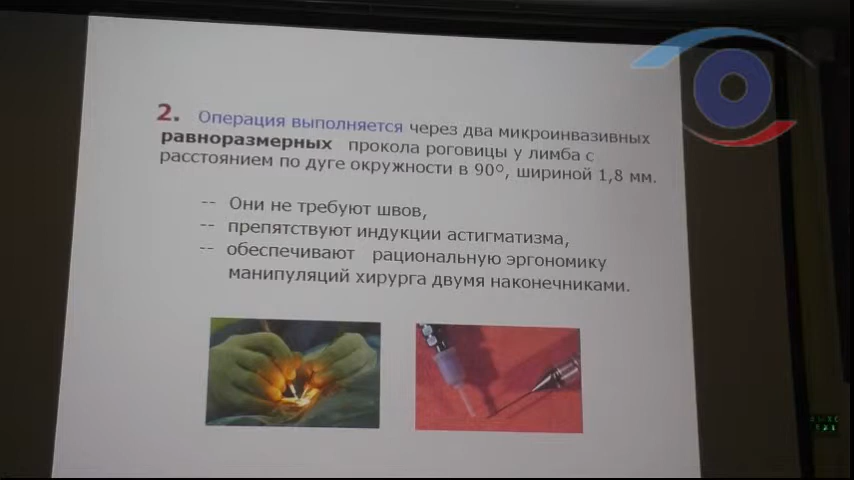 2. Операция выполняется через два микроинвазивных
равноразмерных прокола роговицы у лимба с
расстоянием по дуге окружности в 90º, шириной 1,8 мм.
-- Они не требуют швов,
-- препятствуют индукции астигматизма,
-- обеспечивают рациональную эргономику
манипуляций хирурга двумя наконечниками.